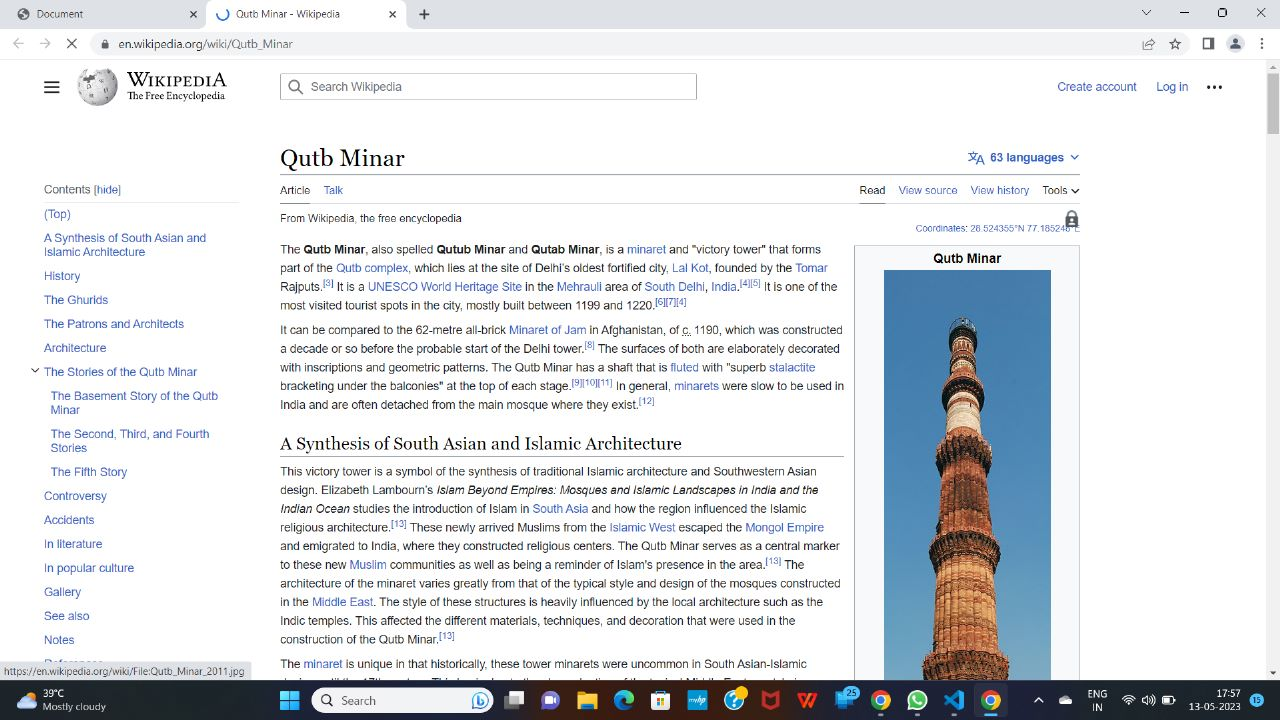 Document
Qutb Minar - Wikipedia
en.wikipedia.org/wiki/Qutb_Minar
WIKIPEDIA
The Free Encyclopedia
Search Wikipedia
Create account
Log in
Qutb Minar
63 languages
Article
Talk
Read
View source
View history
Tools
From Wikipedia, the free encyclopedia
Coordinates: 28.524355°N 77.185248°E
Contents [hide]
(Top)
A Synthesis of South Asian and
Islamic Architecture
History
The Ghurids
The Patrons and Architects
Architecture
The Stories of the Qutb Minar
The Basement Story of the Qutb
Minar
The Second, Third, and Fourth
Stories
The Fifth Story
Controversy
Accidents
In literature
In popular culture
Gallery
See also
Notes
The Qutb Minar, also spelled Qutub Minar and Qutab Minar, is a minaret and "victory tower" that forms
part of the Qutb complex, which lies at the site of Delhi's oldest fortified city, Lal Kot, founded by the Tomar
Rajputs.[3] It is a UNESCO World Heritage Site in the Mehrauli area of South Delhi, India.[4][5] It is one of the
most visited tourist spots in the city, mostly built between 1199 and 1220.[6][7][4]
It can be compared to the 62-metre all-brick Minaret of Jam in Afghanistan, of c. 1190, which was constructed
a decade or so before the probable start of the Delhi tower.[8] The surfaces of both are elaborately decorated
with inscriptions and geometric patterns. The Qutb Minar has a shaft that is fluted with "superb stalactite
bracketing under the balconies" at the top of each stage.[9][10][11] In general, minarets were slow to be used in
India and are often detached from the main mosque where they exist.[12]
A Synthesis of South Asian and Islamic Architecture
This victory tower is a symbol of the synthesis of traditional Islamic architecture and Southwestern Asian
design. Elizabeth Lambourn's Islam Beyond Empires: Mosques and Islamic Landscapes in India and the
Indian Ocean studies the introduction of Islam in South Asia and how the region influenced the Islamic
religious architecture.[13] These newly arrived Muslims from the Islamic West escaped the Mongol Empire
and emigrated to India, where they constructed religious centers. The Qutb Minar serves as a central marker
to these new Muslim communities as well as being a reminder of Islam's presence in the area.[13] The
architecture of the minaret varies greatly from that of the typical style and design of the mosques constructed
in the Middle East. The style of these structures is heavily influenced by the local architecture such as the
Indic temples. This affected the different materials, techniques, and decoration that were used in the
construction of the Qutb Minar.[13]
The minaret is unique in that historically, these tower minarets were uncommon in South Asian-Islamic
Qutb Minar
https://en.wikipedia.org/wiki/File:Qutb_Minar_2011.jpg
39°C
Mostly cloudy
Search
25
ENG
IN
17:57
13-05-2023
15